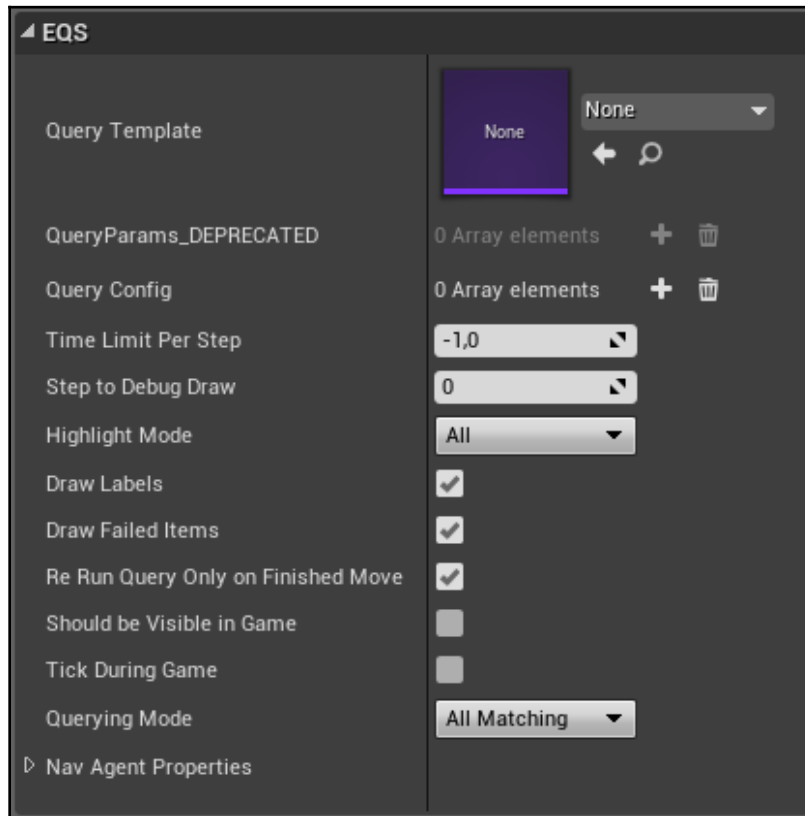 EQS
Query Template
None
None
QueryParams_DEPRECATED
0 Array elements
Query Config
0 Array elements
Time Limit Per Step
-1,0
Step to Debug Draw
0
Highlight Mode
All
Draw Labels
Draw Failed Items
Re Run Query Only on Finished Move
Should be Visible in Game
Tick During Game
Querying Mode
All Matching
Nav Agent Properties